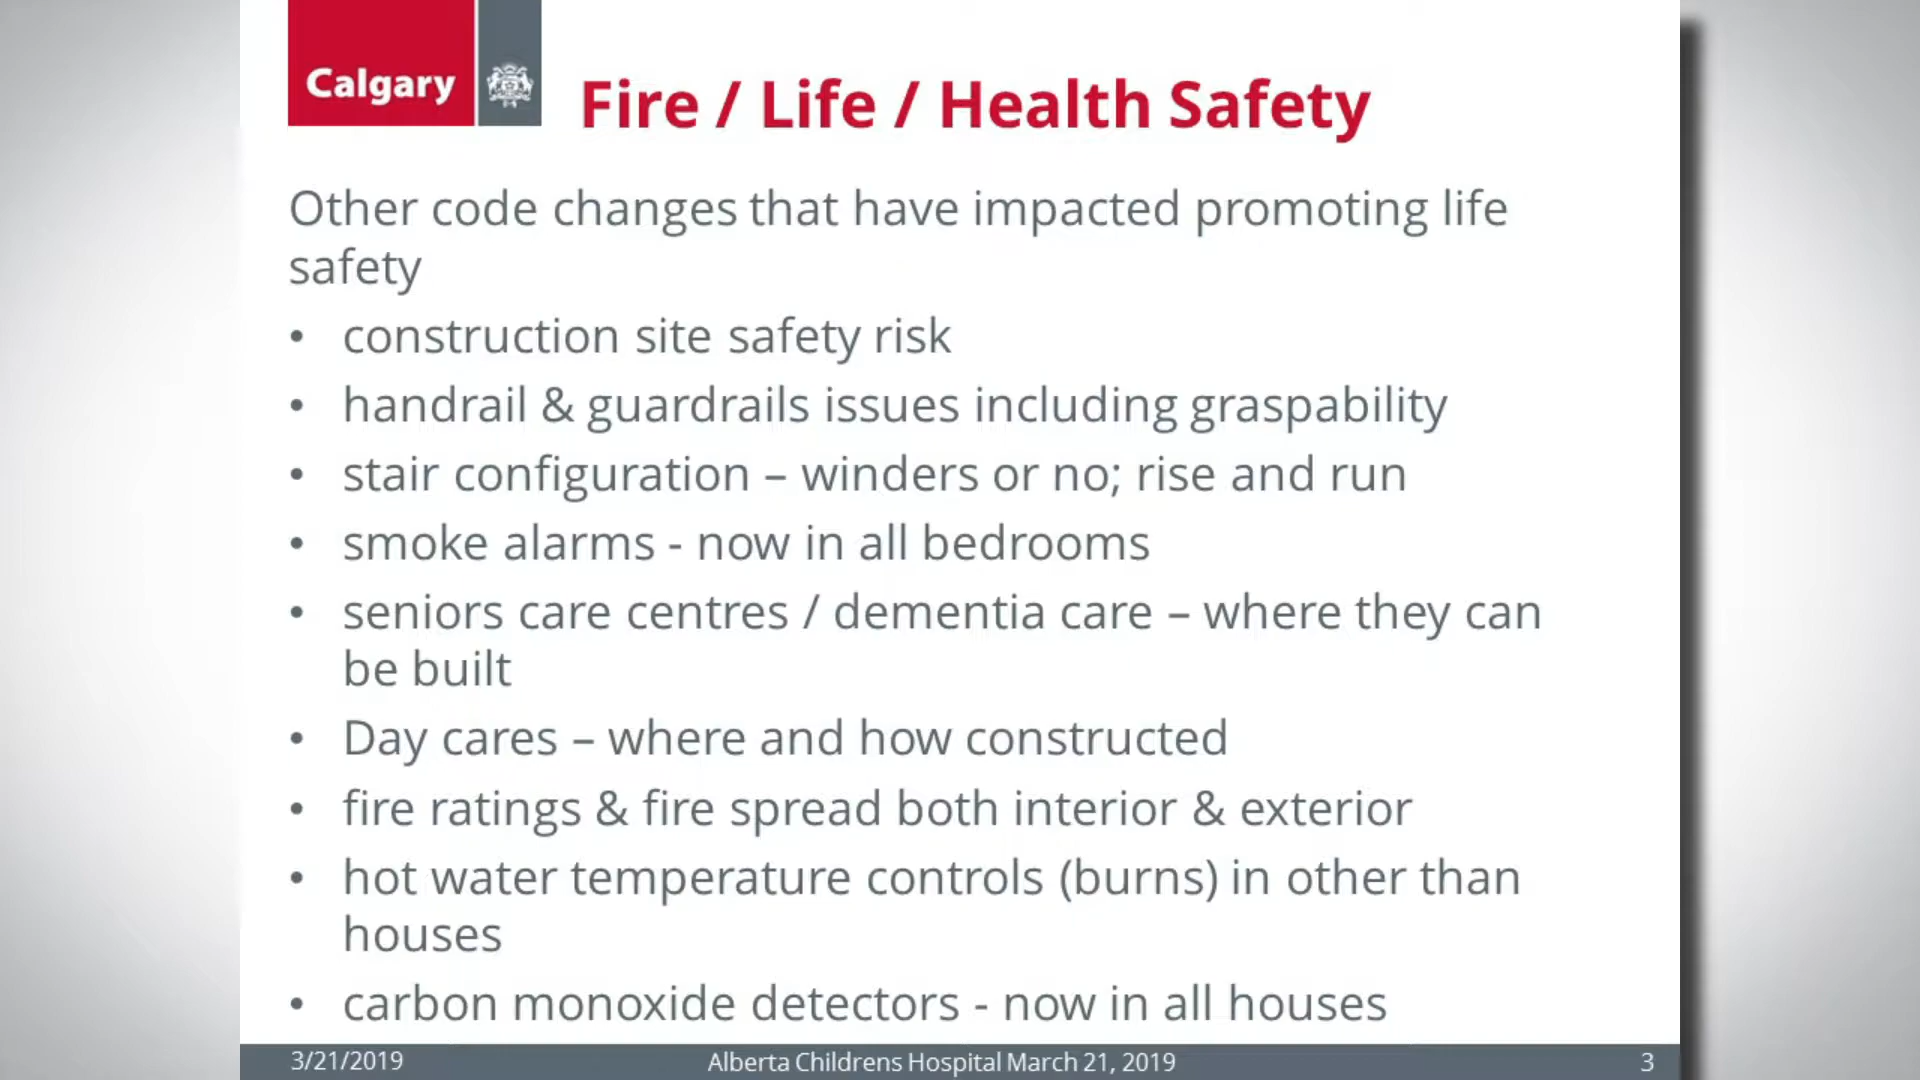 Calgary
Fire / Life / Health Safety
Other code changes that have impacted promoting life
safety
• construction site safety risk
• handrail & guardrails issues including graspability
• stair configuration – winders or no; rise and run
• smoke alarms - now in all bedrooms
• seniors care centres / dementia care – where they can
be built
• Day cares – where and how constructed
• fire ratings & fire spread both interior & exterior
• hot water temperature controls (burns) in other than
houses
• carbon monoxide detectors - now in all houses
3/21/2019
Alberta Childrens Hospital March 21, 2019
3